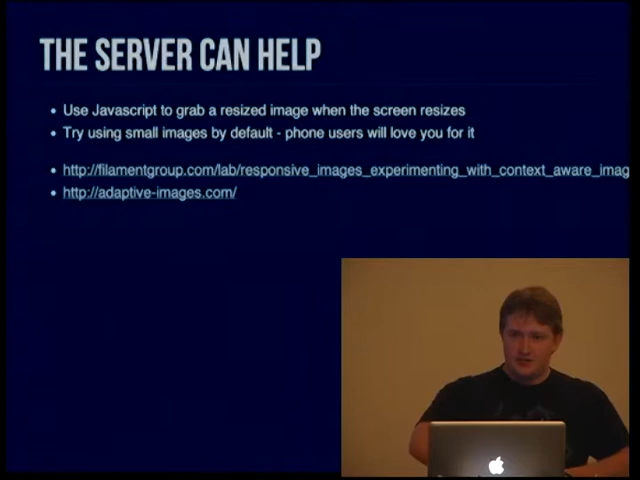 THE SERVER CAN HELP
• Use Javascript to grab a resized image when the screen resizes
• Try using small images by default - phone users will love you for it
• http://filamentgroup.com/lab/responsive_images_experimenting_with_context_aware_imag
• http://adaptive-images.com/